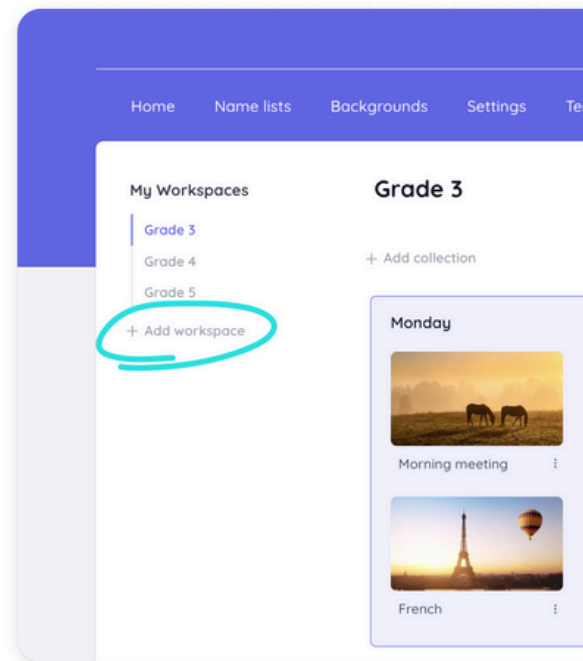 Home Name lists Backgrounds Settings
My Workspaces
Grade 3
Grade 4
Grade 5
+ Add workspace
Grade 3
+ Add collection
Monday
Morning meeting
French